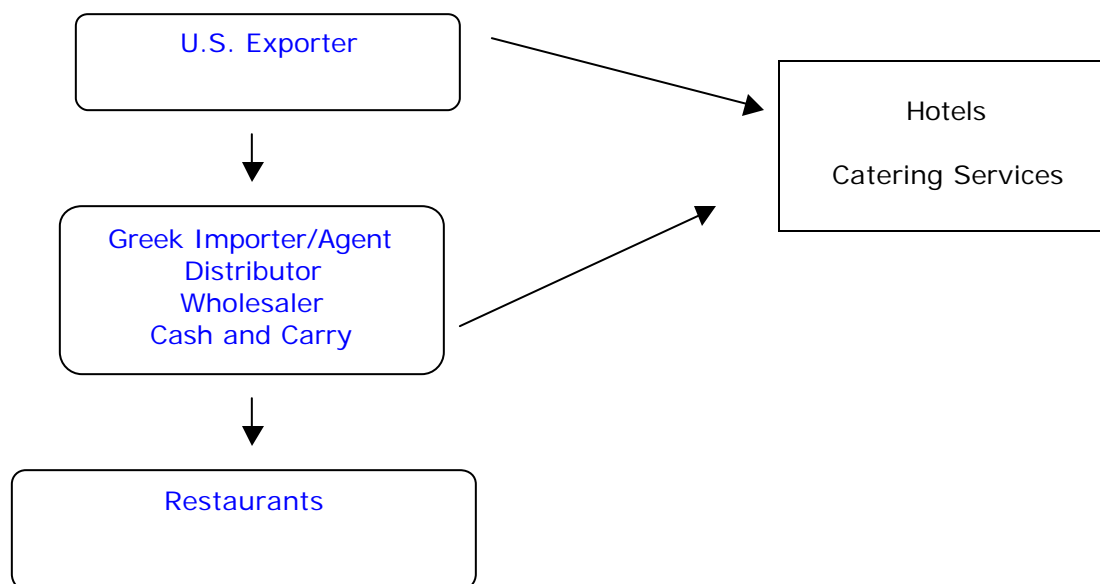 U.S. Exporter
Hotels
Catering Services
Greek Importer/Agent
Distributor
Wholesaler
Cash and Carry
Restaurants